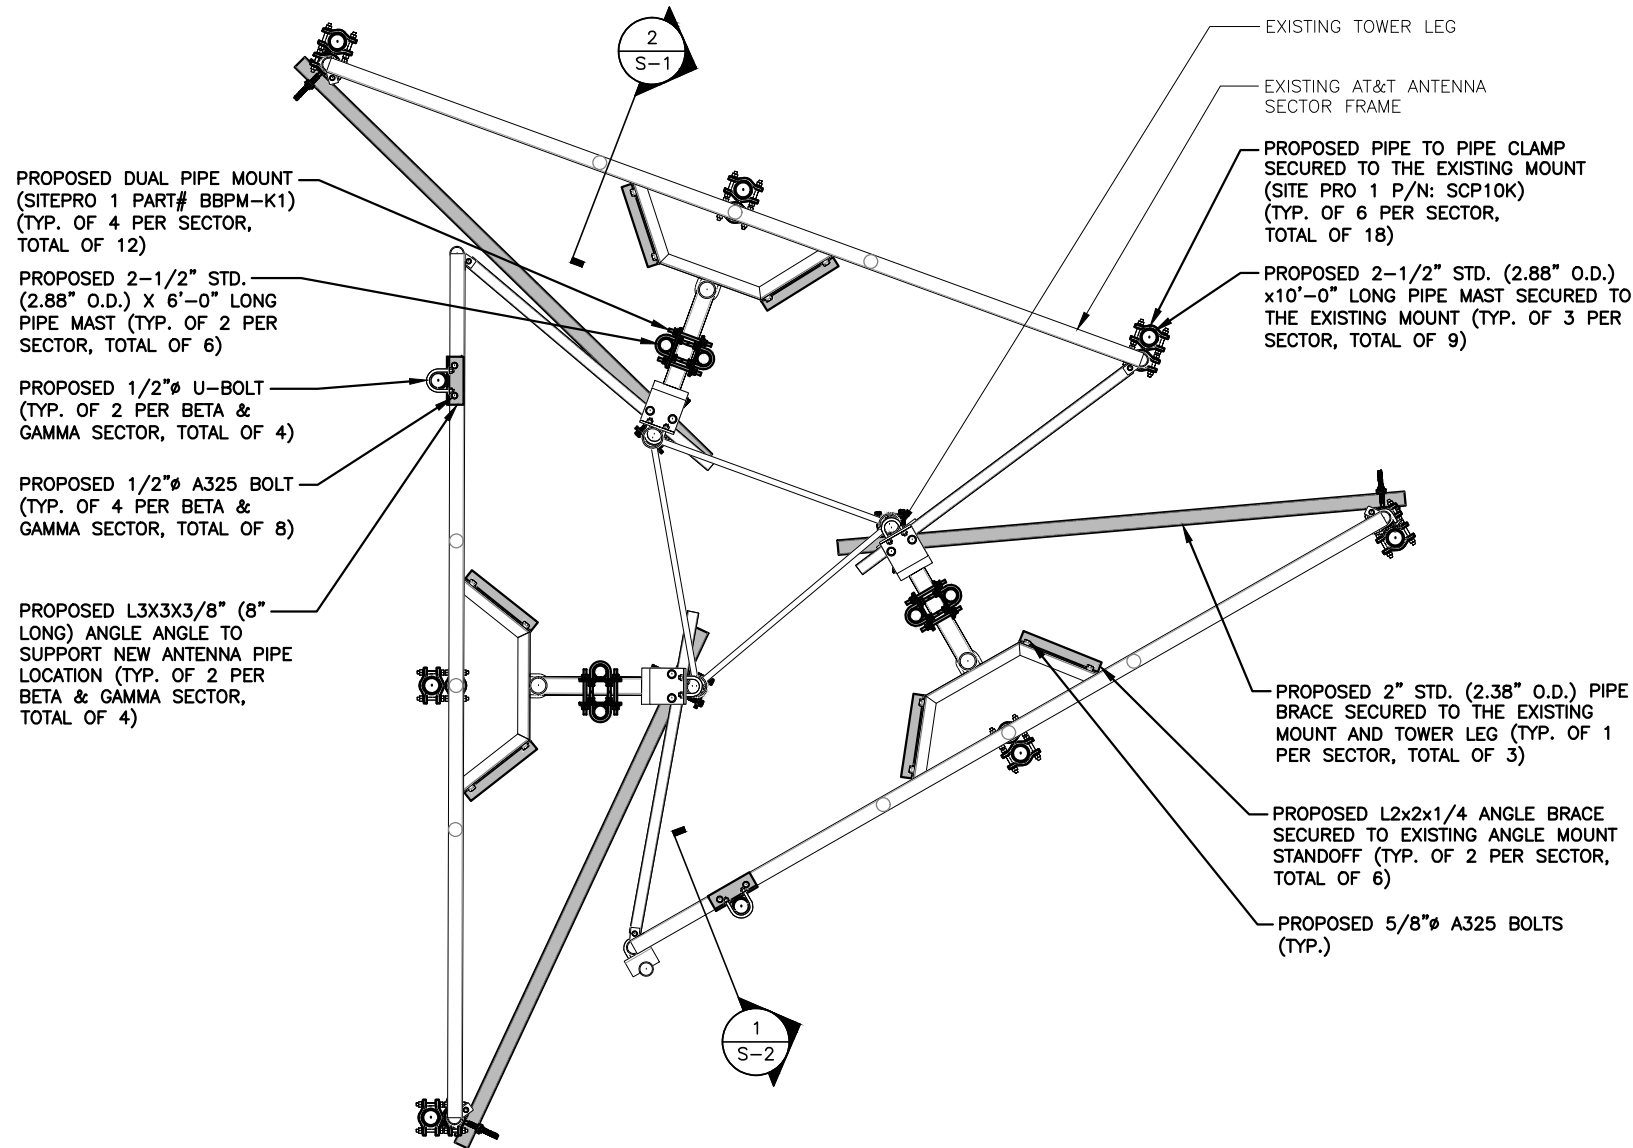 2
S-1
EXISTING TOWER LEG
EXISTING AT&T ANTENNA
SECTOR FRAME
PROPOSED PIPE TO PIPE CLAMP
SECURED TO THE EXISTING MOUNT
(SITE PRO 1 P/N: SCP10K)
(TYP. OF 6 PER SECTOR,
TOTAL OF 18)
PROPOSED 2-1/2" STD. (2.88" O.D.)
x10'-0" LONG PIPE MAST SECURED TO
THE EXISTING MOUNT (TYP. OF 3 PER
SECTOR, TOTAL OF 9)
PROPOSED DUAL PIPE MOUNT
(SITEPRO 1 PART# BBPM-K1)
(TYP. OF 4 PER SECTOR,
TOTAL OF 12)
PROPOSED 2-1/2" STD.
(2.88" O.D.) X 6'-0" LONG
PIPE MAST (TYP. OF 2 PER
SECTOR, TOTAL OF 6)
PROPOSED 1/2"ø U-BOLT
(TYP. OF 2 PER BETA &
GAMMA SECTOR, TOTAL OF 4)
PROPOSED 1/2"ø A325 BOLT
(TYP. OF 4 PER BETA &
GAMMA SECTOR, TOTAL OF 8)
PROPOSED L3X3X3/8" (8"
LONG) ANGLE ANGLE TO
SUPPORT NEW ANTENNA PIPE
LOCATION (TYP. OF 2 PER
BETA & GAMMA SECTOR,
TOTAL OF 4)
PROPOSED 2" STD. (2.38" O.D.) PIPE
BRACE SECURED TO THE EXISTING
MOUNT AND TOWER LEG (TYP. OF 1
PER SECTOR, TOTAL OF 3)
PROPOSED L2x2x1/4 ANGLE BRACE
SECURED TO EXISTING ANGLE MOUNT
STANDOFF (TYP. OF 2 PER SECTOR,
TOTAL OF 6)
PROPOSED 5/8"ø A325 BOLTS
(TYP.)
1
S-2